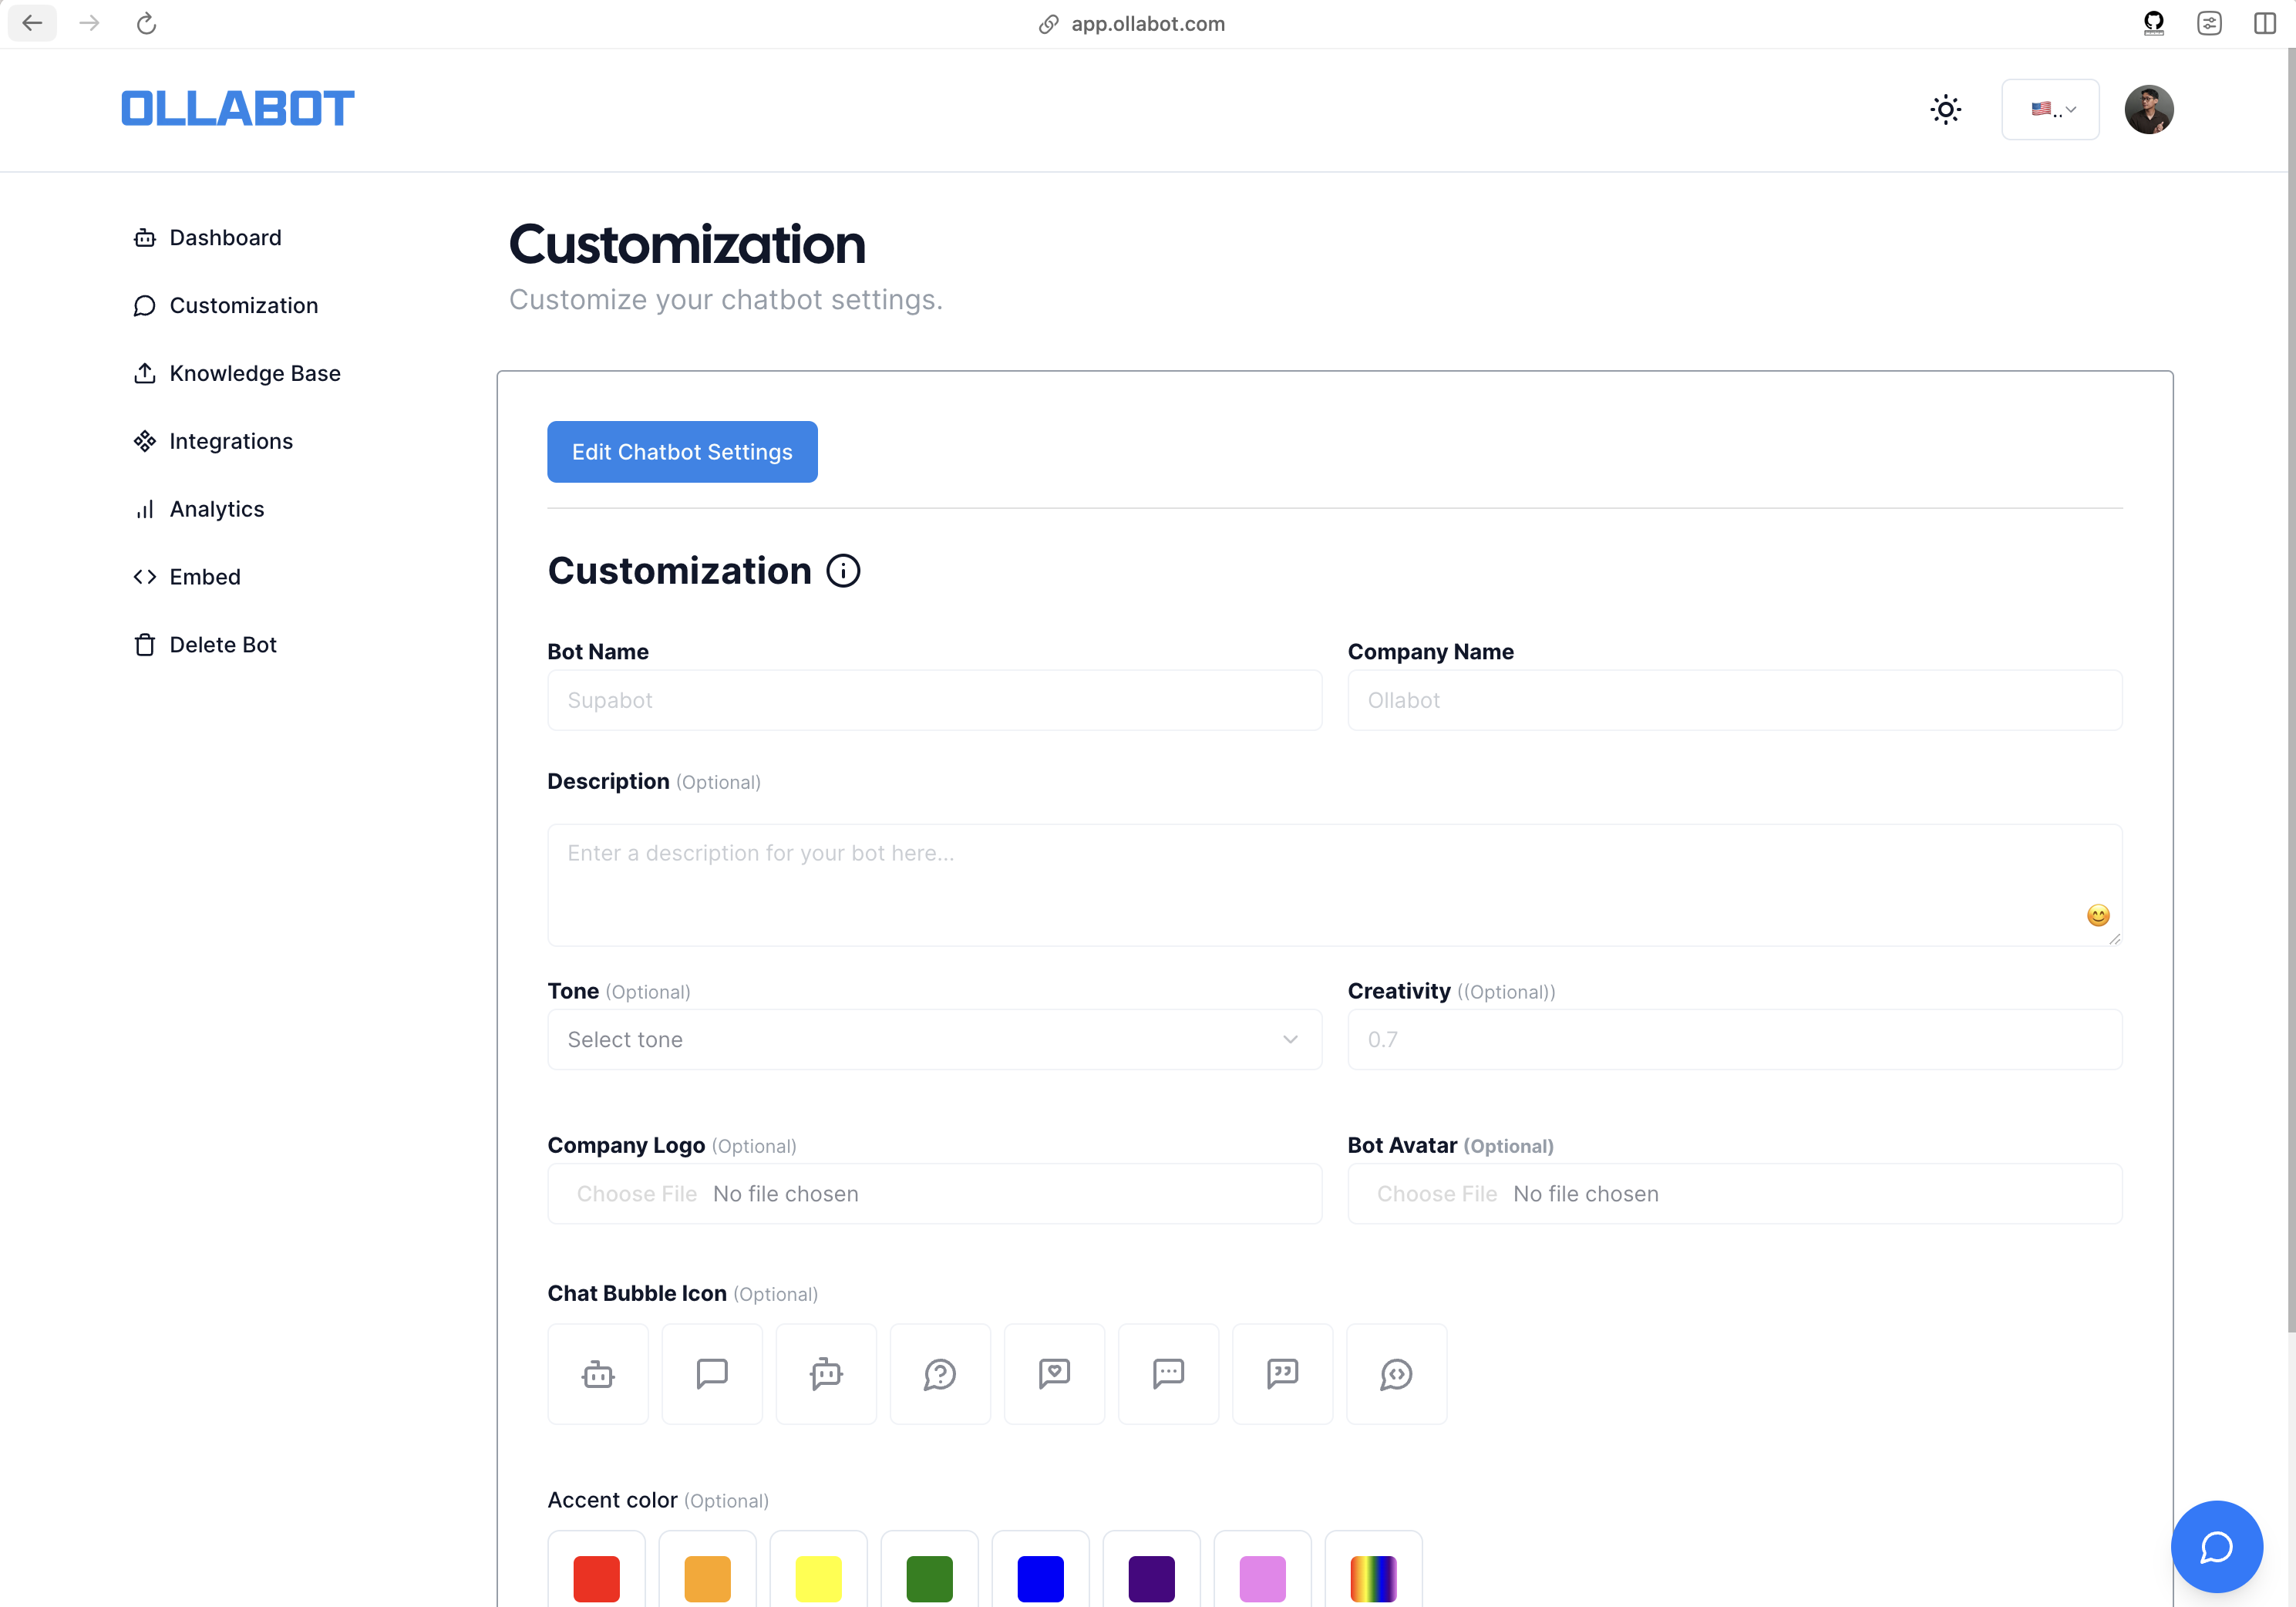 app.ollabot.com
OLLABOT
..
Dashboard
Customization
Knowledge Base
Integrations
Analytics
Embed
Delete Bot
Customization
Customize your chatbot settings.
Edit Chatbot Settings
Customization
Bot Name
Company Name
Supabot
Ollabot
Description (Optional)
Enter a description for your bot here...
Tone (Optional)
Creativity ((Optional))
Select tone
0.7
Company Logo (Optional)
Bot Avatar (Optional)
Choose File No file chosen
Choose File No file chosen
Chat Bubble Icon (Optional)
Accent color (Optional)